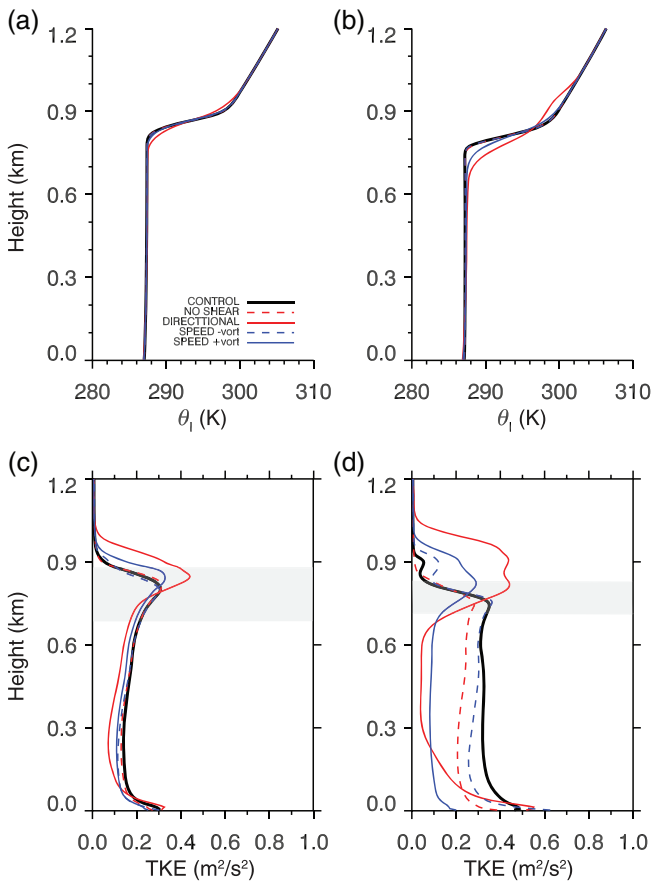 (a)
(b)
1.2
0.9
0.6
0.3
0.0
Height (km)
CONTROL
NO SHEAR
DIRECTTIONAL
SPEED -vort
SPEED +vort
280 290 300 310
θl (K)
1.2
0.9
0.6
0.3
0.0
280 290 300 310
θl (K)
(c)
(d)
1.2
0.9
0.6
0.3
0.0
Height (km)
0.0 0.2 0.4 0.6 0.8 1.0
TKE (m²/s²)
1.2
0.9
0.6
0.3
0.0
0.0 0.2 0.4 0.6 0.8 1.0
TKE (m²/s²)